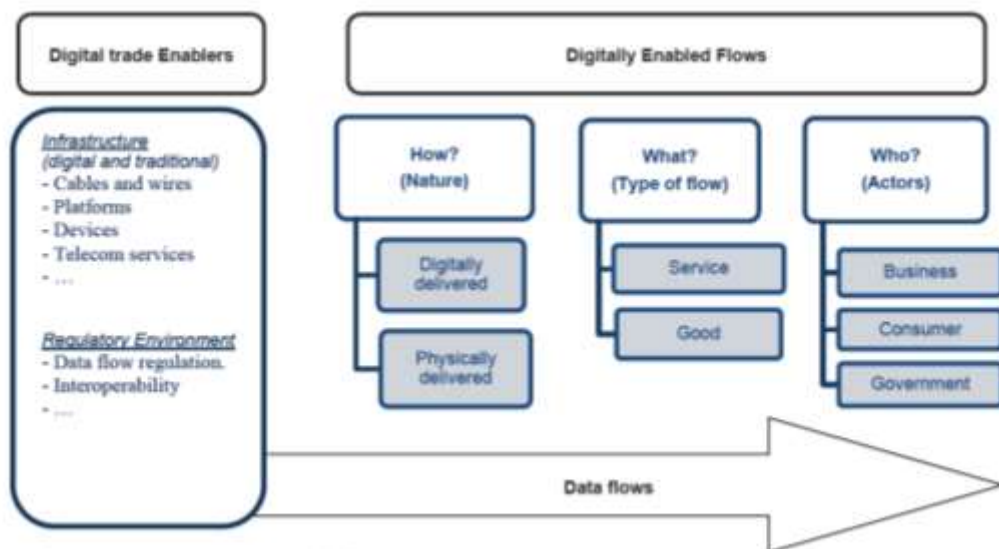 Digital trade Enablers
Digitally Enabled Flows
Infrastructure
(digital and traditional)
- Cables and wires
- Platforms
- Devices
- Telecom services
- …
Regulatory Environment
- Data flow regulation.
- Interoperability
- …
How?
(Nature)
Digitally
delivered
Physically
delivered
What?
(Type of flow)
Service
Good
Who?
(Actors)
Business
Consumer
Government
Data flows